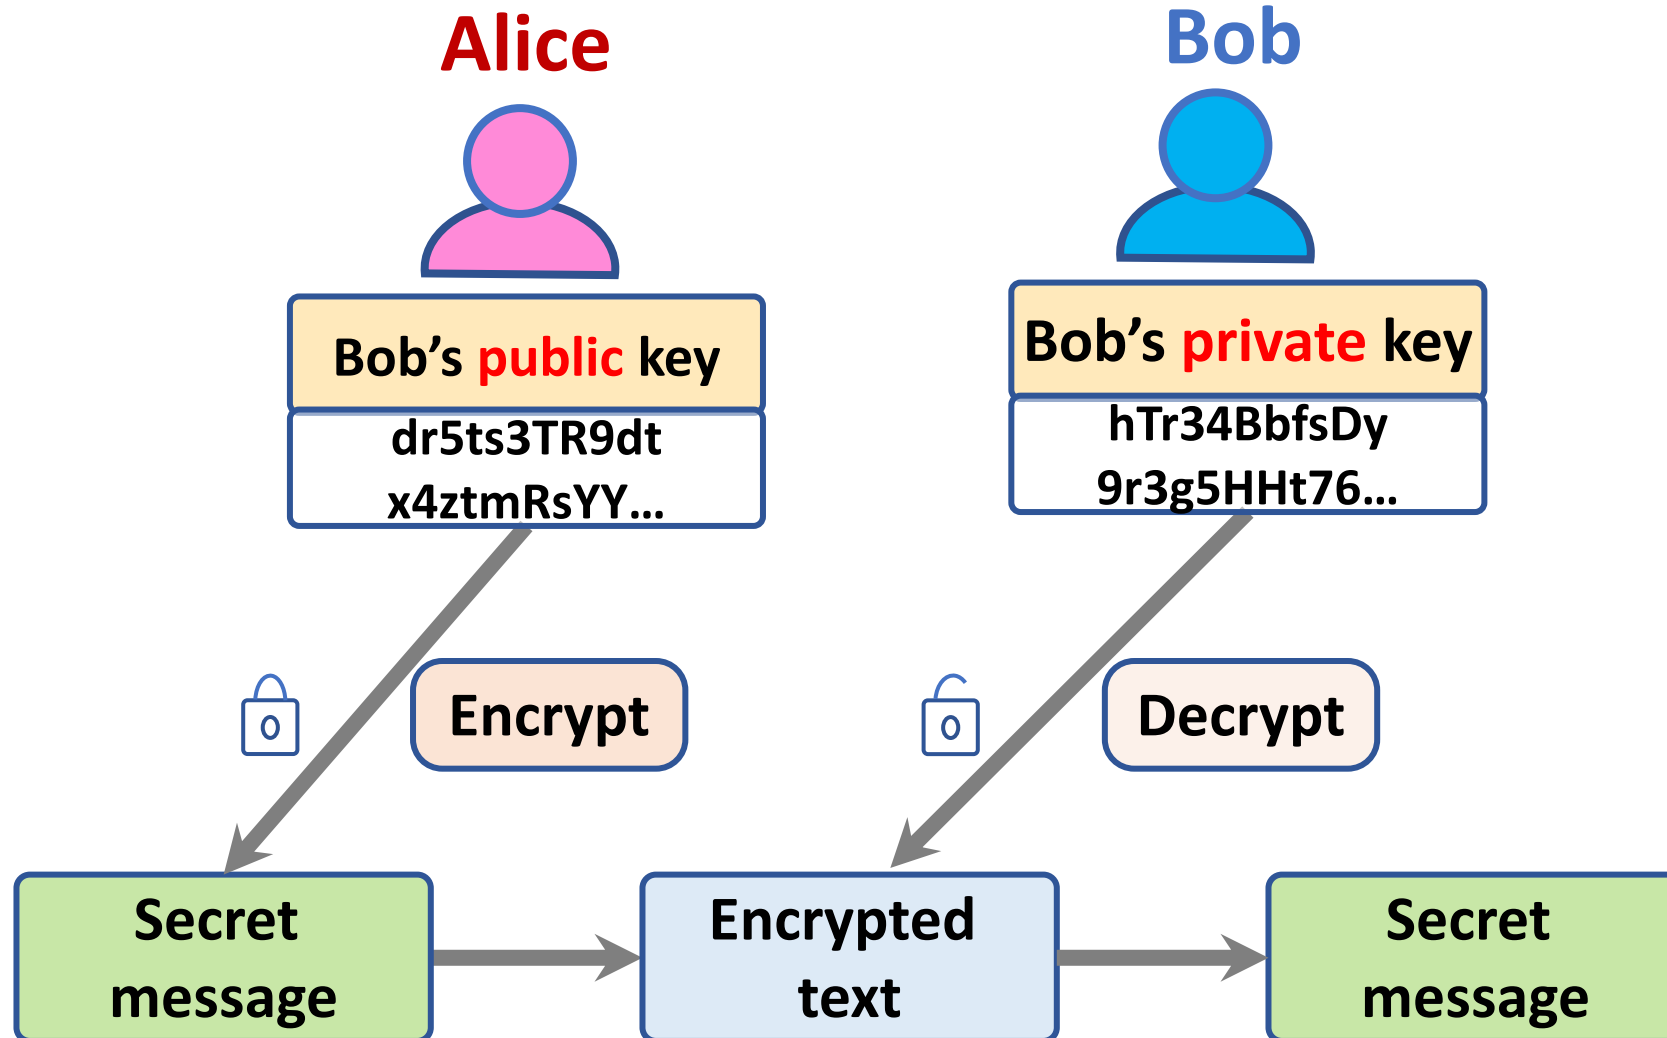 Alice
Bob
Bob’s public key
dr5ts3TR9dt
x4ztmRsYY...
Bob’s private key
hTr34BbfsDy
9r3g5HHt76...
Encrypt
Decrypt
Secret
message
Encrypted
text
Secret
message